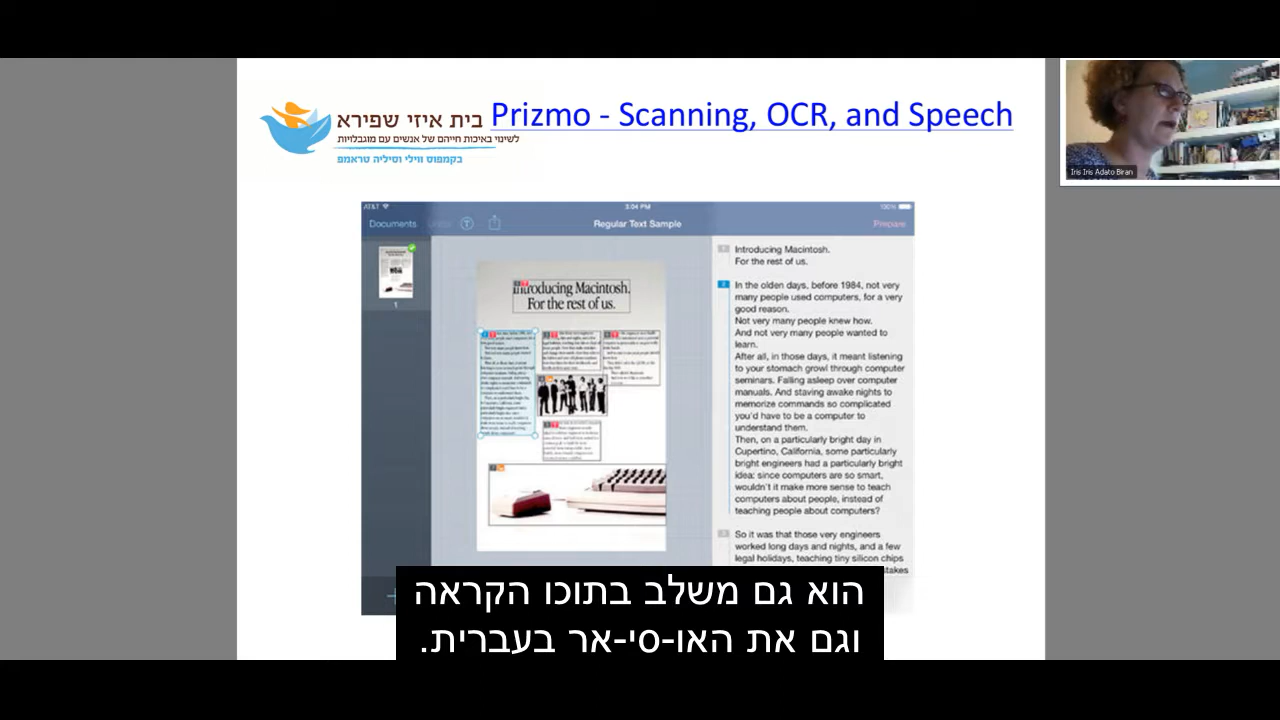 בית איזי שפירא
לשינוי באיכות חייהם של אנשים עם מוגבלויות
בקמפוס ווילי וסיליה טראמפ
Prizmo - Scanning, OCR, and Speech
Iris Iris Adato Biran
AT&T
3:04 PM
100%
Documents
Regular Text Sample
Prepare
1
Introducing Macintosh.
For the rest of us.
1
Introducing Macintosh.
For the rest of us.
2
In the olden days, before 1984, not very
many people used computers, for a very
good reason.
Not very many people knew how.
And not very many people wanted to
learn.
After all, in those days, it meant listening
to your stomach growl through computer
seminars. Falling asleep over computer
manuals. And staving awake nights to
memorize commands so complicated
you'd have to be a computer to
understand them.
Then, on a particularly bright day in
Cupertino, California, some particularly
bright engineers had a particularly bright
idea: since computers are so smart,
wouldn't it make more sense to teach
computers about people, instead of
teaching people about computers?
3
So it was that those very engineers
worked long days and nights, and a few
legal holidays, teaching tiny silicon chips
הוא גם משלב בתוכו הקראה
וגם את האו-סי-אר בעברית.